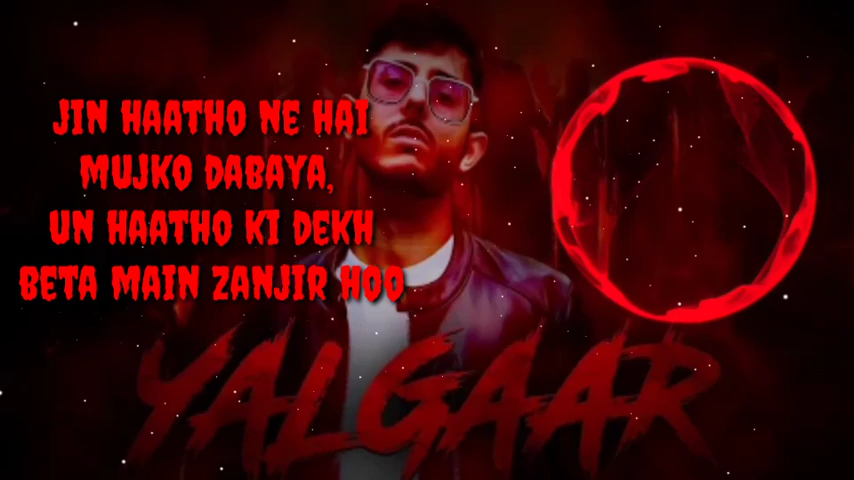 JIN HAATHO NE HAI
MUJKO DABAYA,
UN HAATHO KI DEKH
BETA MAIN ZANJIR HOO
YALGAAR